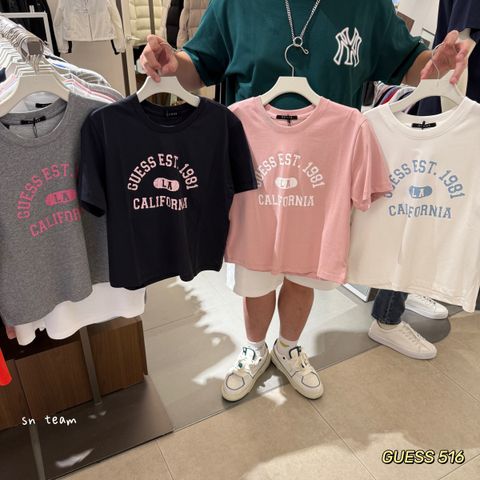 NY
GUESS EST. 1981
LA
CALIFORNIA
GUESS EST. 1981
LA
CALIFORNIA
GUESS EST. 1981
LA
CALIFORNIA
GUESS EST. 1981
LA
CALIFORNIA
sn team
GUESS 516